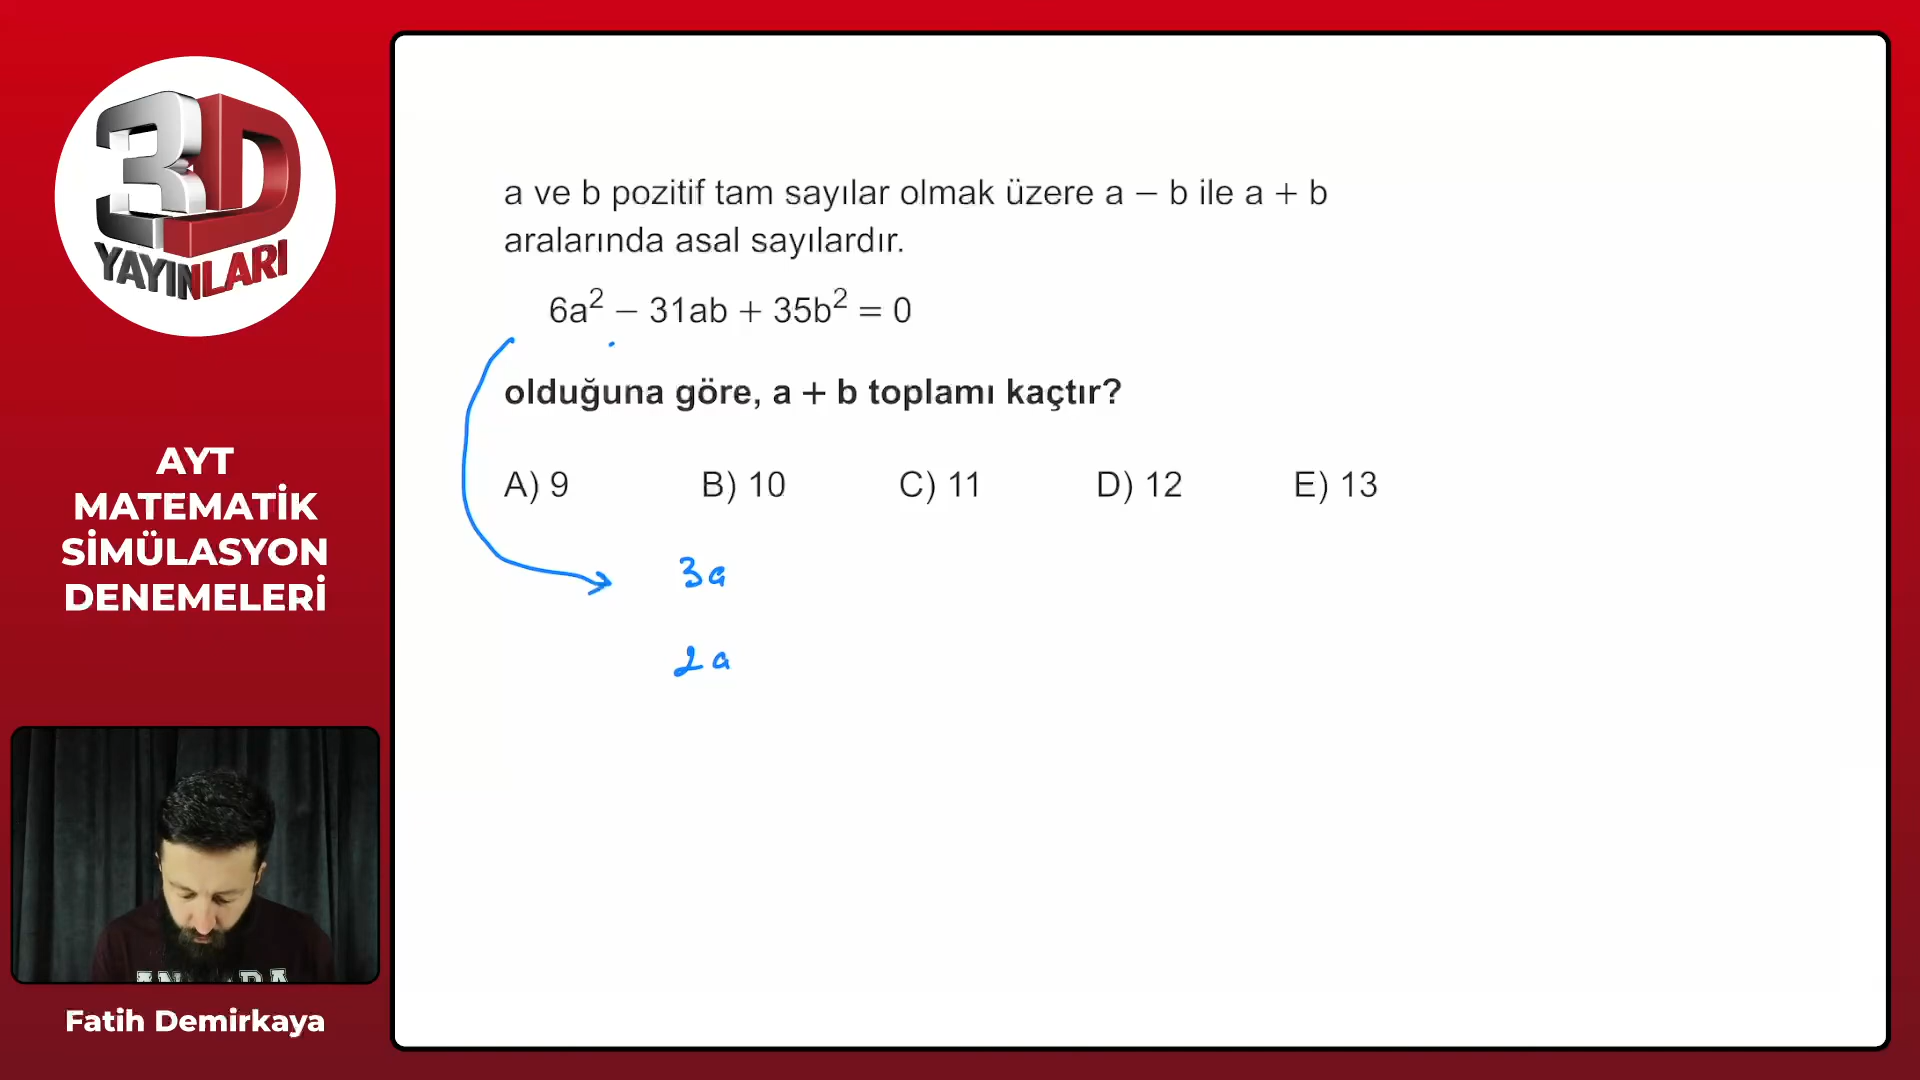 3D
YAYINLARI
AYT
MATEMATİK
SİMÜLASYON
DENEMELERİ
Fatih Demirkaya
a ve b pozitif tam sayılar olmak üzere a − b ile a + b
aralarında asal sayılardır.
6a² − 31ab + 35b² = 0
olduğuna göre, a + b toplamı kaçtır?
A) 9 B) 10 C) 11 D) 12 E) 13
3a
2a